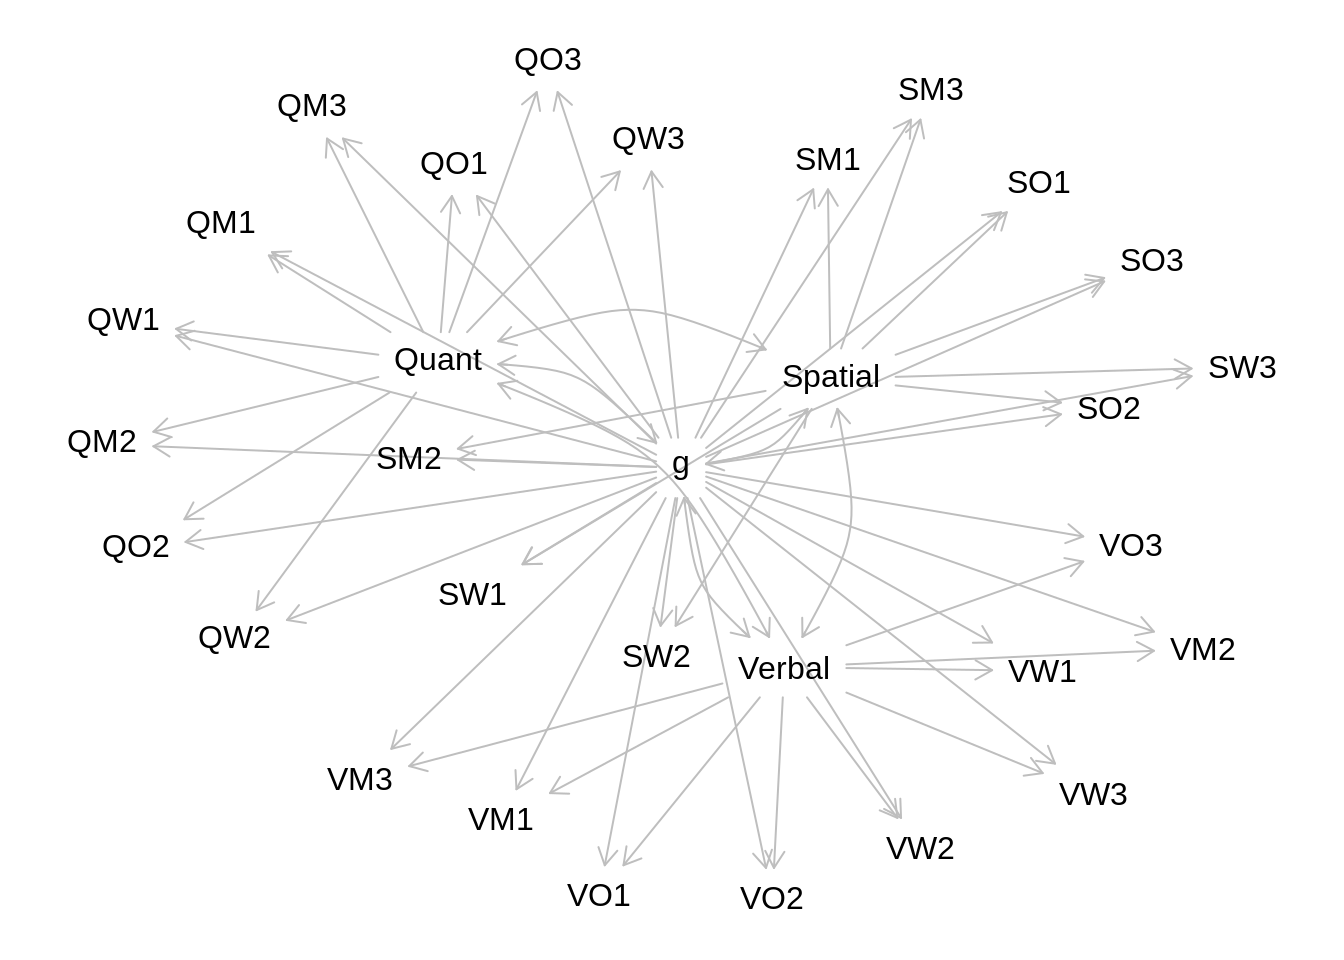 QO3
SM3
QM3
QW3
SM1
QO1
SO1
QM1
SO3
QW1
Quant
SW3
Spatial
SO2
QM2
SM2
g
VO3
QO2
SW1
QW2
VM2
SW2
Verbal
VW1
VM3
VW3
VM1
VW2
VO1
VO2